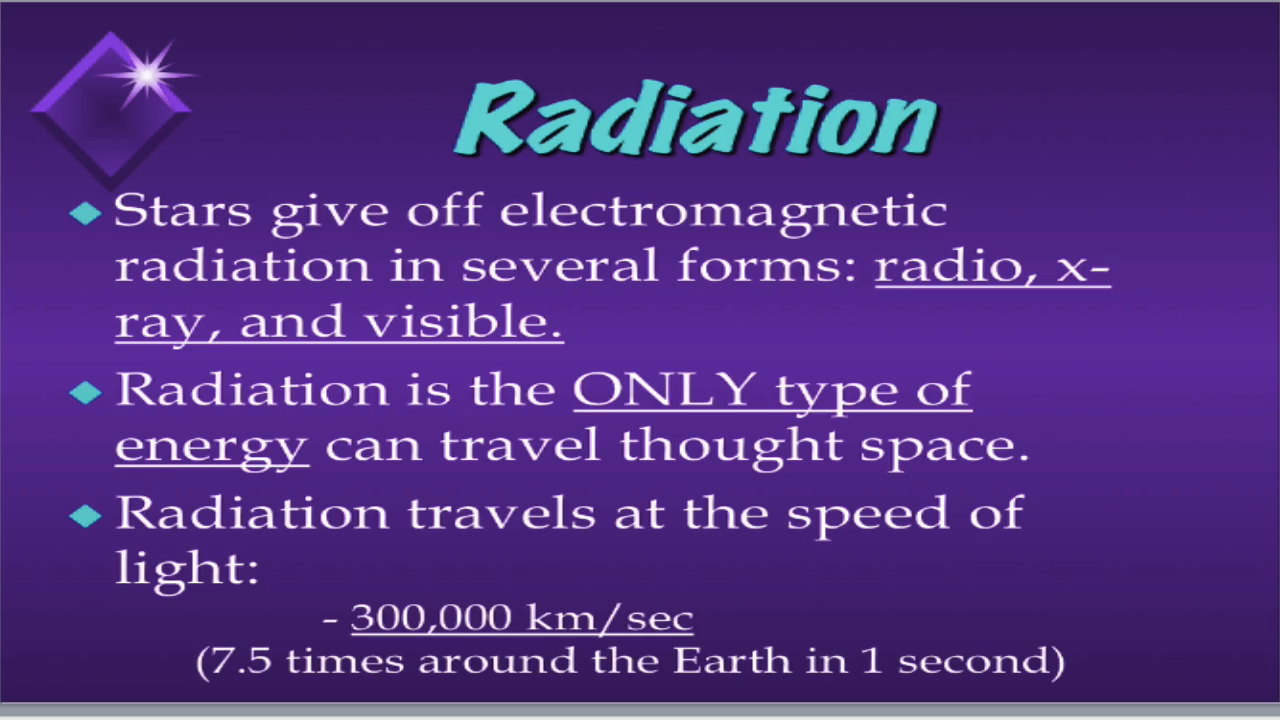 Radiation
Stars give off electromagnetic
radiation in several forms: radio, x-
ray, and visible.
Radiation is the ONLY type of
energy can travel thought space.
Radiation travels at the speed of
light:
- 300,000 km/sec
(7.5 times around the Earth in 1 second)